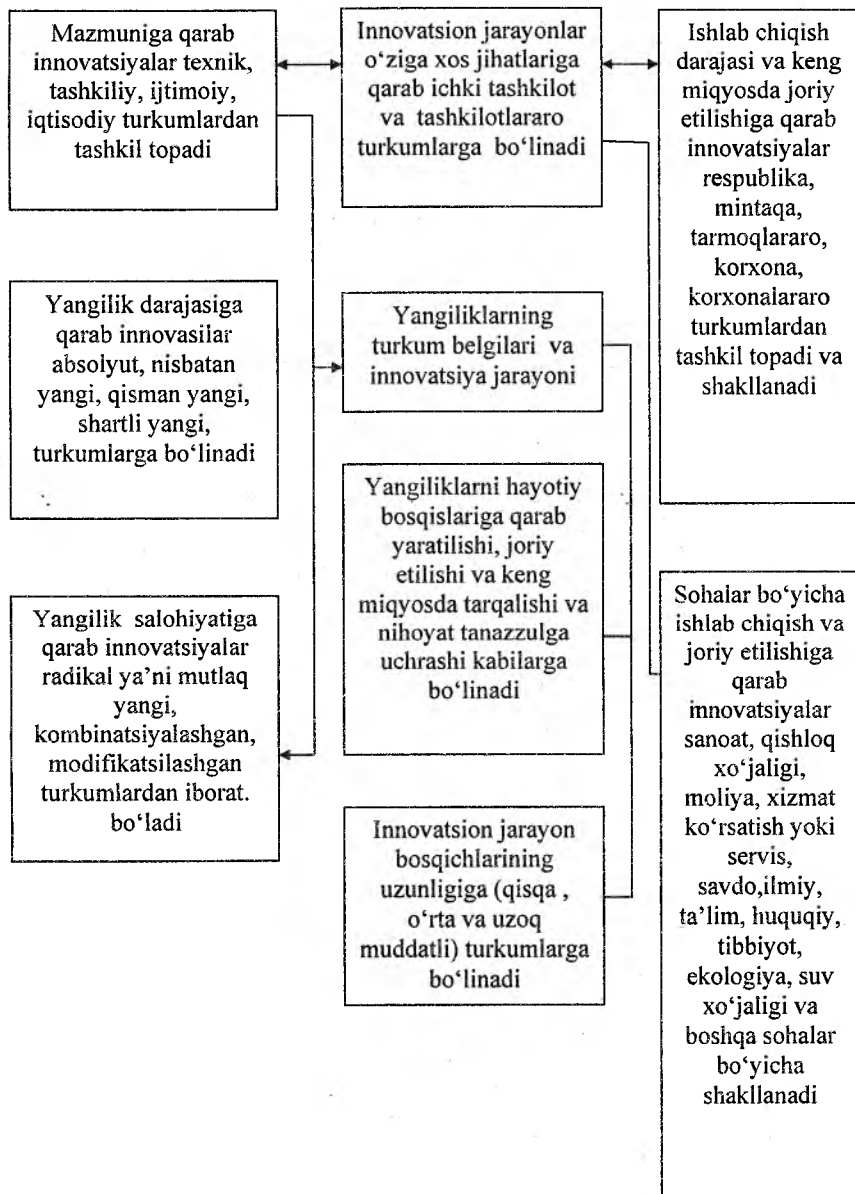 Mazmuniga qarab
innovatsiyalar texnik,
tashkiliy, ijtimoiy,
iqtisodiy turkumlardan
tashkil topadi
Innovatsion jarayonlar
o‘ziga xos jihatlariga
qarab ichki tashkilot
va tashkilotlararo
turkumlarga bo‘linadi
Ishlab chiqish
darajasi va keng
miqyosda joriy
etilishiga qarab
innovatsiyalar
respublika,
mintaqa,
tarmoqlararo,
korxona,
korxonalararo
turkumlardan
tashkil topadi va
shakllanadi
Yangilik darajasiga
qarab innovasilar
absolyut, nisbatan
yangi, qisman yangi,
shartli yangi,
turkumlarga bo‘linadi
Yangiliklarning
turkum belgilari va
innovatsiya jarayoni
Yangiliklarni hayotiy
bosqislariga qarab
yaratilishi, joriy
etilishi va keng
miqyosda tarqalishi va
nihoyat tanazzulga
uchrashi kabilarga
bo‘linadi
Yangilik salohiyatiga
qarab innovatsiyalar
radikal ya’ni mutlaq
yangi,
kombinatsiyalashgan,
modifikatsilashgan
turkumlardan iborat.
bo‘ladi
Sohalar bo‘yicha
ishlab chiqish va
joriy etilishiga
qarab
innovatsiyalar
sanoat, qishloq
xo‘jaligi,
moliya, xizmat
ko‘rsatish yoki
servis,
savdo,ilmiy,
ta’lim, huquqiy,
tibbiyot,
ekologiya, suv
xo‘jaligi va
boshqa sohalar
bo‘yicha
shakllanadi
Innovatsion jarayon
bosqichlarining
uzunligiga (qisqa ,
o‘rta va uzoq
muddatli) turkumlarga
bo‘linadi